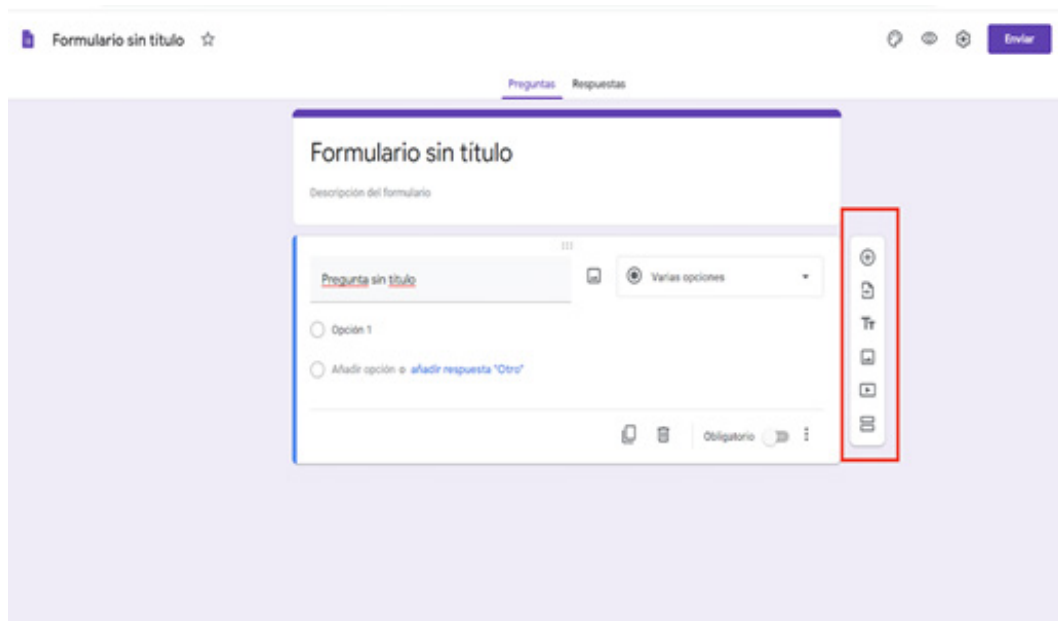 Formulario sin título
Enviar
Preguntas Respuestas
Formulario sin título
Descripción del formulario
Pregunta sin título
Varias opciones
Opción 1
Añadir opción o añadir respuesta "Otro"
Obligatorio
Tт